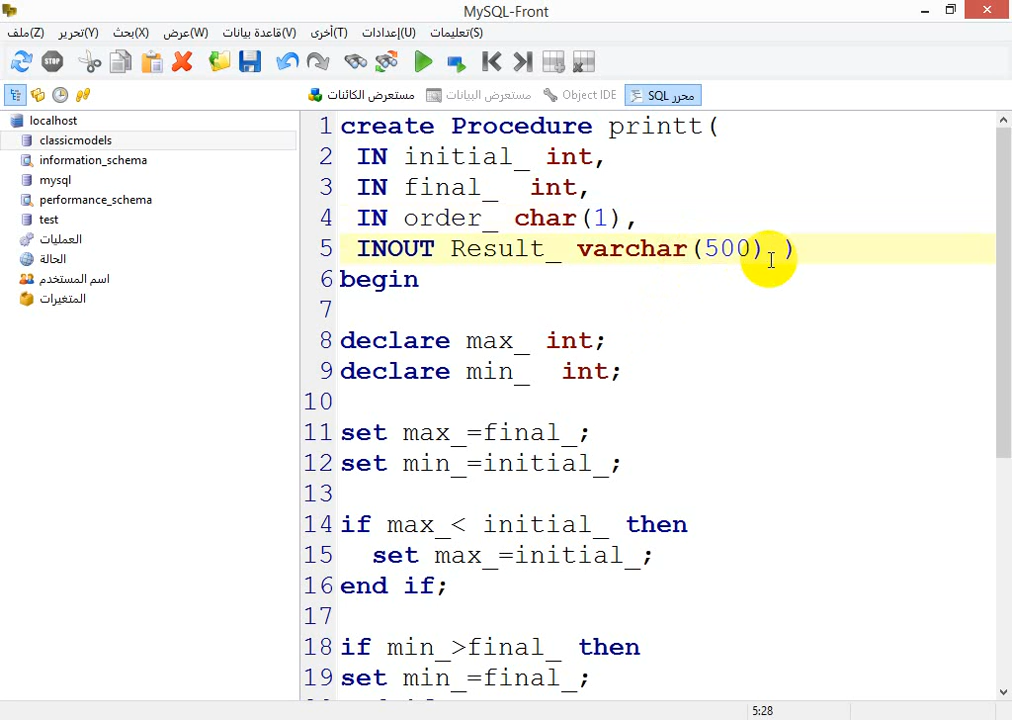 MySQL-Front
ملف(Z) تحرير(Y) بحث(X) عرض(W) قاعدة بيانات(V) أخرى(T) إعدادات(U) تعليمات(S)
مستعرض الكائنات مستعرض البيانات Object IDE محرر SQL
localhost
classicmodels
information_schema
mysql
performance_schema
test
العمليات
الحالة
اسم المستخدم
المتغيرات
1 create Procedure printt(
2 IN initial_ int,
3 IN final_ int,
4 IN order_ char(1),
5 INOUT Result_ varchar(500) )
6 begin
7
8 declare max_ int;
9 declare min_ int;
10
11 set max_=final_;
12 set min_=initial_;
13
14 if max_< initial_ then
15 set max_=initial_;
16 end if;
17
18 if min_>final_ then
19 set min_=final_;
5:28